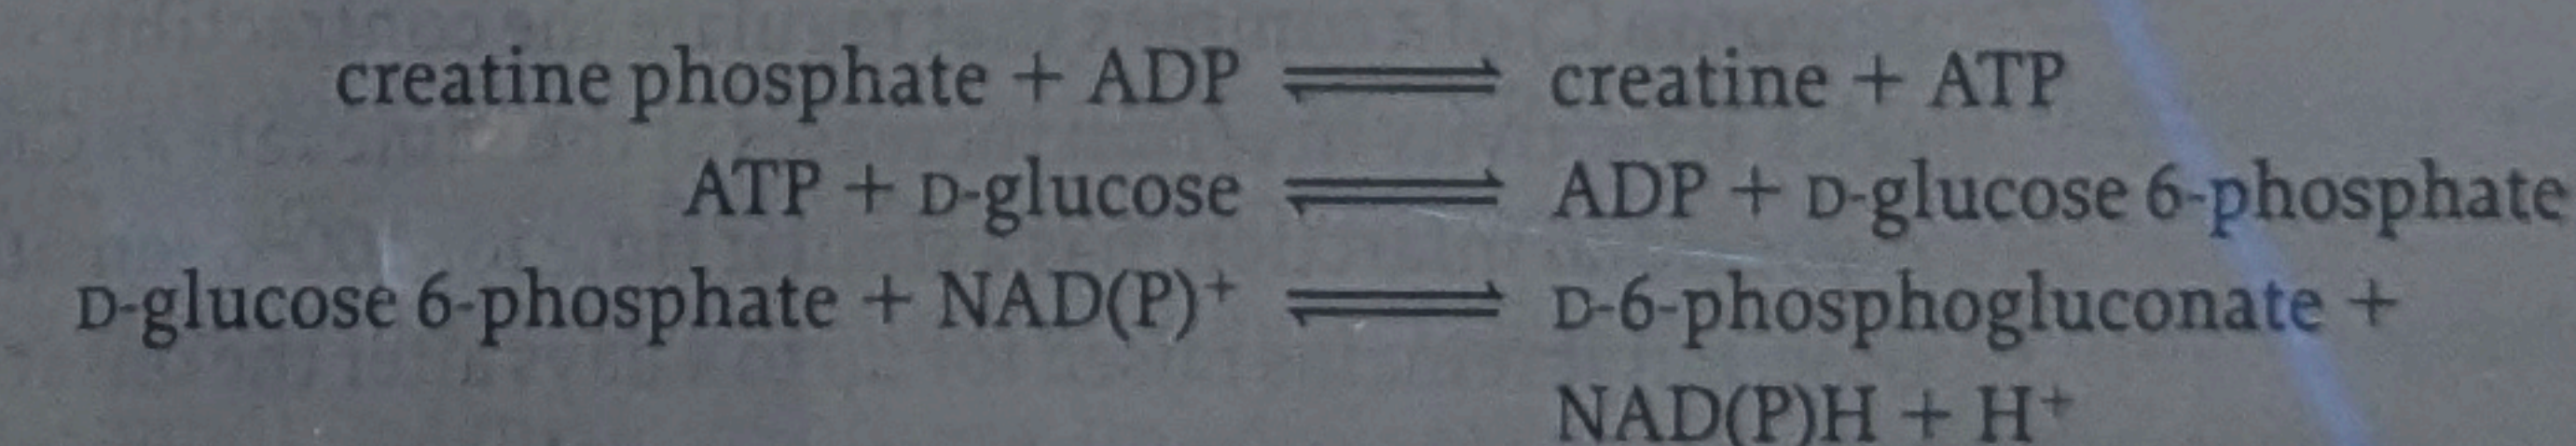 creatine phosphate + ADP ⇌ creatine + ATP
ATP + D-glucose ⇌ ADP + D-glucose 6-phosphate
D-glucose 6-phosphate + NAD(P)⁺ ⇌ D-6-phosphogluconate +
NAD(P)H + H⁺